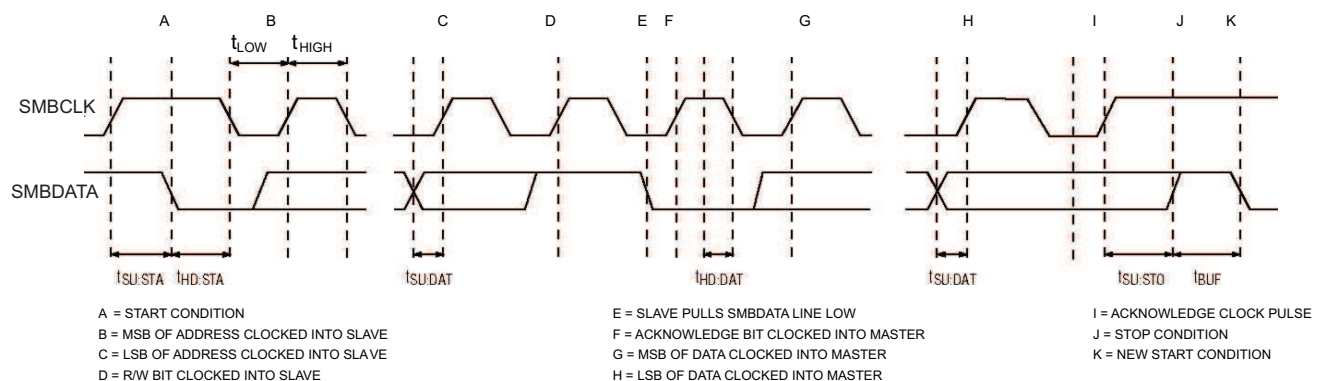 A B C D E F G H I J K
tLOW tHIGH
SMBCLK
SMBDATA
tSU:STA tHD:STA tSU:DAT tHD:DAT tSU:DAT tSU:STO tBUF
A = START CONDITION
B = MSB OF ADDRESS CLOCKED INTO SLAVE
C = LSB OF ADDRESS CLOCKED INTO SLAVE
D = R/W BIT CLOCKED INTO SLAVE
E = SLAVE PULLS SMBDATA LINE LOW
F = ACKNOWLEDGE BIT CLOCKED INTO MASTER
G = MSB OF DATA CLOCKED INTO MASTER
H = LSB OF DATA CLOCKED INTO MASTER
I = ACKNOWLEDGE CLOCK PULSE
J = STOP CONDITION
K = NEW START CONDITION